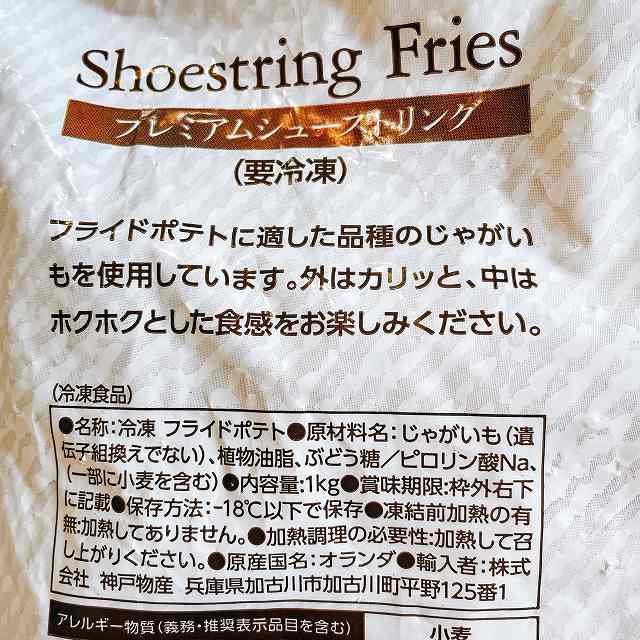 Shoestring Fries
プレミアムシューストリング
(要冷凍)
フライドポテトに適した品種のじゃがい
もを使用しています。外はカリッと、中は
ホクホクとした食感をお楽しみください。
(冷凍食品)
●名称:冷凍 フライドポテト●原材料名:じゃがいも(遺
伝子組換えでない)、植物油脂、ぶどう糖/ピロリン酸Na、
(一部に小麦を含む)●内容量:1kg●賞味期限:枠外右下
に記載●保存方法:-18℃以下で保存●凍結前加熱の有
無:加熱してありません。●加熱調理の必要性:加熱して召
し上がりください。●原産国名:オランダ●輸入者:株式
会社 神戸物産 兵庫県加古川市加古川町平野125番1
アレルギー物質(義務・推奨表示品目を含む)
小麦